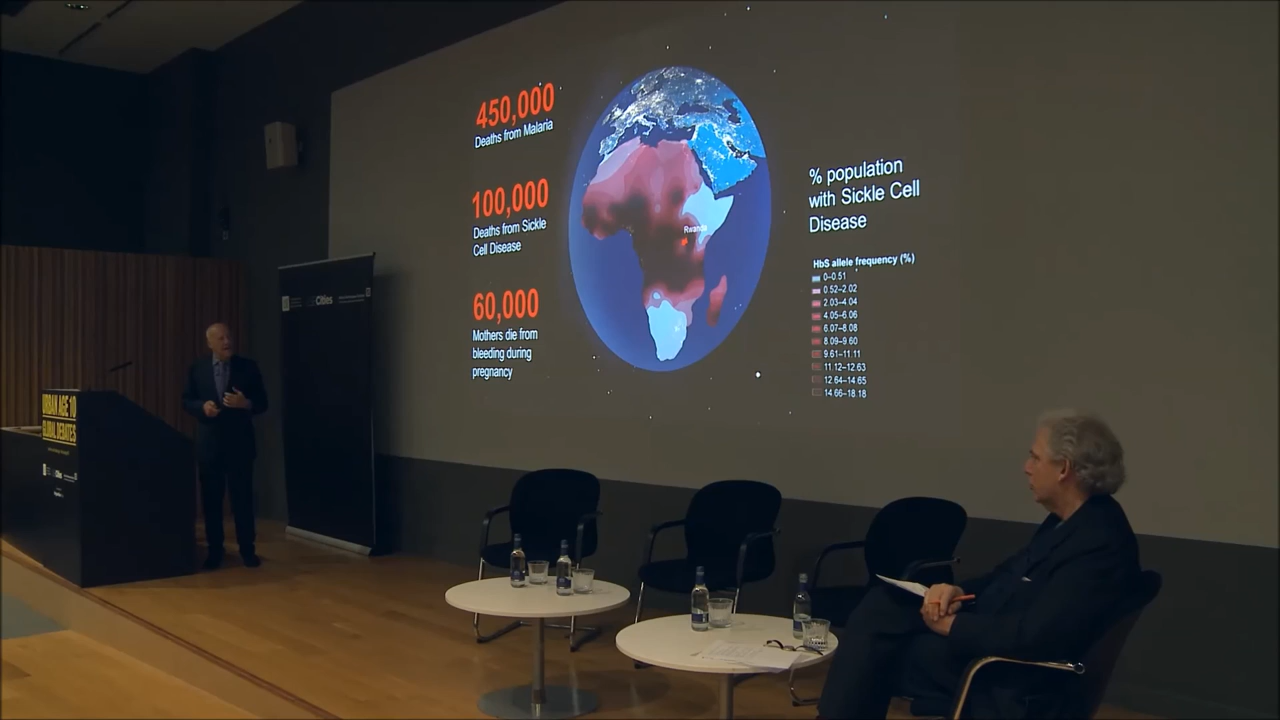 450,000
Deaths from Malaria
100,000
Deaths from Sickle
Cell Disease
60,000
Mothers die from
bleeding during
pregnancy
Rwanda
% population
with Sickle Cell
Disease
HbS allele frequency (%)
0–0.51
0.52–2.02
2.03–4.04
4.05–6.06
6.07–8.08
8.09–9.60
9.61–11.11
11.12–12.63
12.64–14.65
14.66–18.18
Cities
URBAN AGE 10
GLOBAL DEBATES